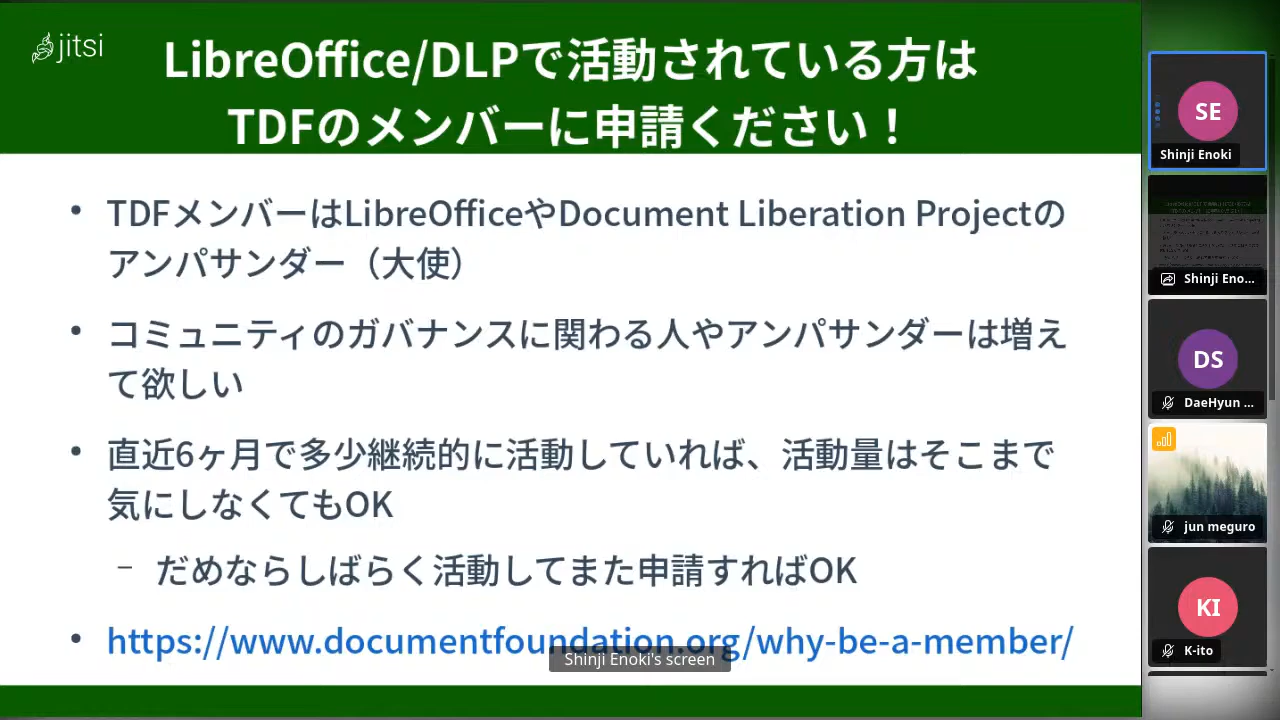 jitsi
LibreOffice/DLPで活動されている方は
TDFのメンバーに申請ください！
• TDFメンバーはLibreOfficeやDocument Liberation Projectの
アンパサンダー（大使）
• コミュニティのガバナンスに関わる人やアンパサンダーは増え
て欲しい
• 直近6ヶ月で多少継続的に活動していれば、活動量はそこまで
気にしなくてもOK
– だめならしばらく活動してまた申請すればOK
• https://www.documentfoundation.org/why-be-a-member/
Shinji Enoki's screen
SE
Shinji Enoki
Shinji Eno...
DS
DaeHyun ...
jun meguro
KI
K-ito